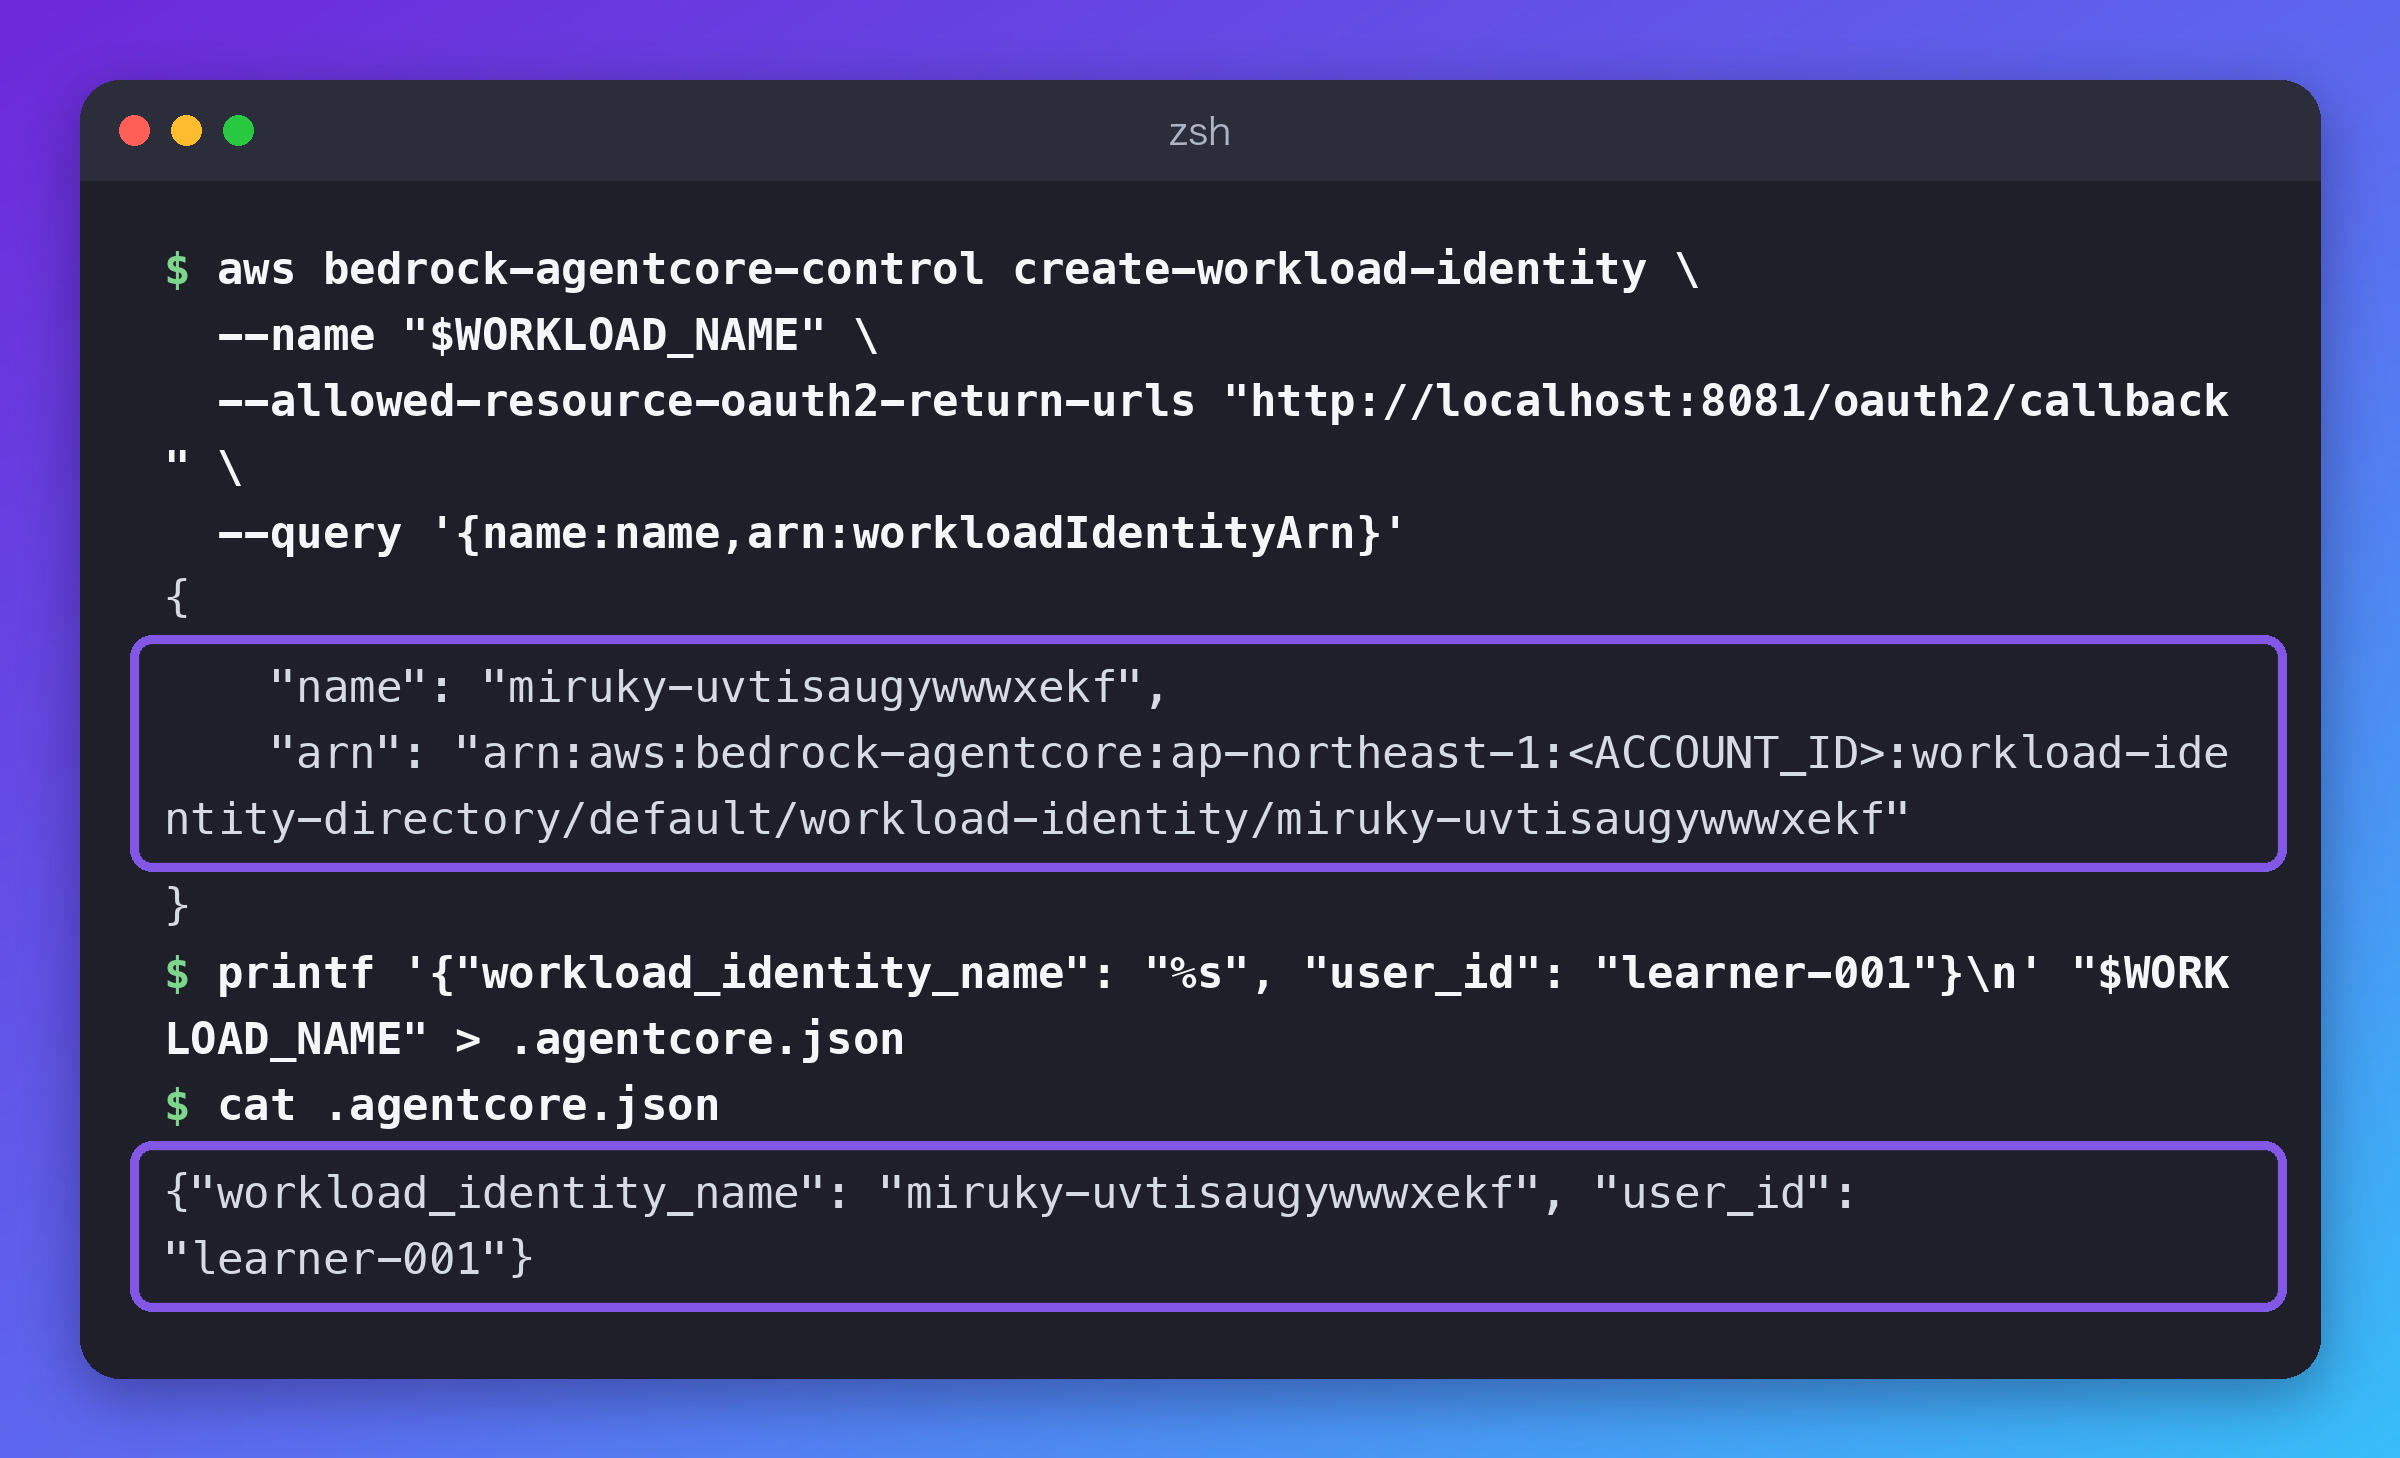 zsh
$ aws bedrock-agentcore-control create-workload-identity \
  --name "$WORKLOAD_NAME" \
  --allowed-resource-oauth2-return-urls "http://localhost:8081/oauth2/callback
" \
  --query '{name:name,arn:workloadIdentityArn}'
{
    "name": "miruky-uvtisaugywwwxekf",
    "arn": "arn:aws:bedrock-agentcore:ap-northeast-1:<ACCOUNT_ID>:workload-ide
ntity-directory/default/workload-identity/miruky-uvtisaugywwwxekf"
}
$ printf '{"workload_identity_name": "%s", "user_id": "learner-001"}\n' "$WORK
LOAD_NAME" > .agentcore.json
$ cat .agentcore.json
{"workload_identity_name": "miruky-uvtisaugywwwxekf", "user_id":
"learner-001"}